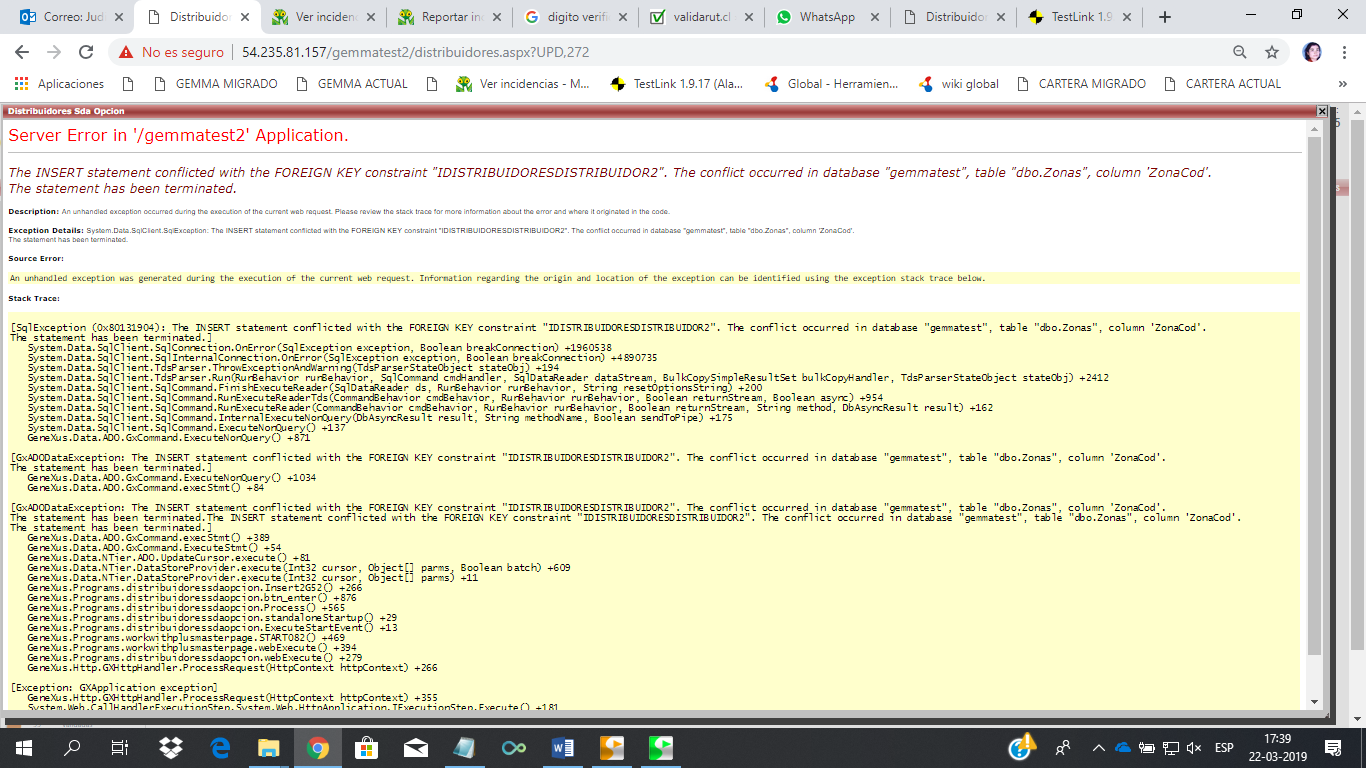 Correo: Jud
Distribuidor
Ver inciden
Reportar in
digito verifi
validarut.cl
WhatsApp
Distribuidor
TestLink 1.9
No es seguro
54.235.81.157/gemmatest2/distribuidores.aspx?UPD,272
Aplicaciones
GEMMA MIGRADO
GEMMA ACTUAL
Ver incidencias - M...
TestLink 1.9.17 (Ala...
Global - Herramien...
wiki global
CARTERA MIGRADO
CARTERA ACTUAL
»
Distribuidores Sda Opcion
Server Error in '/gemmatest2' Application.
The INSERT statement conflicted with the FOREIGN KEY constraint "IDISTRIBUIDORESDISTRIBUIDOR2". The conflict occurred in database "gemmatest", table "dbo.Zonas", column 'ZonaCod'.
The statement has been terminated.
Description: An unhandled exception occurred during the execution of the current web request. Please review the stack trace for more information about the error and where it originated in the code.
Exception Details: System.Data.SqlClient.SqlException: The INSERT statement conflicted with the FOREIGN KEY constraint "IDISTRIBUIDORESDISTRIBUIDOR2". The conflict occurred in database "gemmatest", table "dbo.Zonas", column 'ZonaCod'.
The statement has been terminated.
Source Error:
An unhandled exception was generated during the execution of the current web request. Information regarding the origin and location of the exception can be identified using the exception stack trace below.
Stack Trace:
[SqlException (0x80131904): The INSERT statement conflicted with the FOREIGN KEY constraint "IDISTRIBUIDORESDISTRIBUIDOR2". The conflict occurred in database "gemmatest", table "dbo.Zonas", column 'ZonaCod'.
The statement has been terminated.]
System.Data.SqlClient.SqlConnection.OnError(SqlException exception, Boolean breakConnection) +1960538
System.Data.SqlClient.SqlInternalConnection.OnError(SqlException exception, Boolean breakConnection) +4890735
System.Data.SqlClient.TdsParser.ThrowExceptionAndWarning(TdsParserStateObject stateObj) +194
System.Data.SqlClient.TdsParser.Run(RunBehavior runBehavior, SqlCommand cmdHandler, SqlDataReader dataStream, BulkCopySimpleResultSet bulkCopyHandler, TdsParserStateObject stateObj) +2412
System.Data.SqlClient.SqlCommand.FinishExecuteReader(SqlDataReader ds, RunBehavior runBehavior, String resetOptionsString) +200
System.Data.SqlClient.SqlCommand.RunExecuteReaderTds(CommandBehavior cmdBehavior, RunBehavior runBehavior, Boolean returnStream, Boolean async) +954
System.Data.SqlClient.SqlCommand.RunExecuteReader(CommandBehavior cmdBehavior, RunBehavior runBehavior, Boolean returnStream, String method, DbAsyncResult result) +162
System.Data.SqlClient.SqlCommand.InternalExecuteNonQuery(DbAsyncResult result, String methodName, Boolean sendToPipe) +175
System.Data.SqlClient.SqlCommand.ExecuteNonQuery() +137
GeneXus.Data.ADO.GxCommand.ExecuteNonQuery() +871
[GxADODataException: The INSERT statement conflicted with the FOREIGN KEY constraint "IDISTRIBUIDORESDISTRIBUIDOR2". The conflict occurred in database "gemmatest", table "dbo.Zonas", column 'ZonaCod'.
The statement has been terminated.]
GeneXus.Data.ADO.GxCommand.ExecuteNonQuery() +1034
GeneXus.Data.ADO.GxCommand.execStmt() +84
[GxADODataException: The INSERT statement conflicted with the FOREIGN KEY constraint "IDISTRIBUIDORESDISTRIBUIDOR2". The conflict occurred in database "gemmatest", table "dbo.Zonas", column 'ZonaCod'.
The statement has been terminated.The INSERT statement conflicted with the FOREIGN KEY constraint "IDISTRIBUIDORESDISTRIBUIDOR2". The conflict occurred in database "gemmatest", table "dbo.Zonas", column 'ZonaCod'.
The statement has been terminated.]
GeneXus.Data.ADO.GxCommand.execStmt() +389
GeneXus.Data.ADO.GxCommand.ExecuteStmt() +54
GeneXus.Data.NTier.ADO.UpdateCursor.execute() +81
GeneXus.Data.NTier.DataStoreProvider.execute(Int32 cursor, Object[] parms, Boolean batch) +609
GeneXus.Data.NTier.DataStoreProvider.execute(Int32 cursor, Object[] parms) +11
GeneXus.Programs.distribuidoressdaopcion.Insert2G52() +266
GeneXus.Programs.distribuidoressdaopcion.btn_enter() +876
GeneXus.Programs.distribuidoressdaopcion.Process() +565
GeneXus.Programs.distribuidoressdaopcion.standaloneStartup() +29
GeneXus.Programs.distribuidoressdaopcion.ExecuteStartEvent() +13
GeneXus.Programs.workwithplusmasterpage.START082() +469
GeneXus.Programs.workwithplusmasterpage.webExecute() +394
GeneXus.Programs.distribuidoressdaopcion.webExecute() +279
GeneXus.Http.GXHttpHandler.ProcessRequest(HttpContext httpContext) +266
[Exception: GXApplication exception]
GeneXus.Http.GXHttpHandler.ProcessRequest(HttpContext httpContext) +355
System.Web.CallHandlerExecutionStep.System.Web.HttpApplication.IExecutionStep.Execute() +181
ESP
17:39
22-03-2019